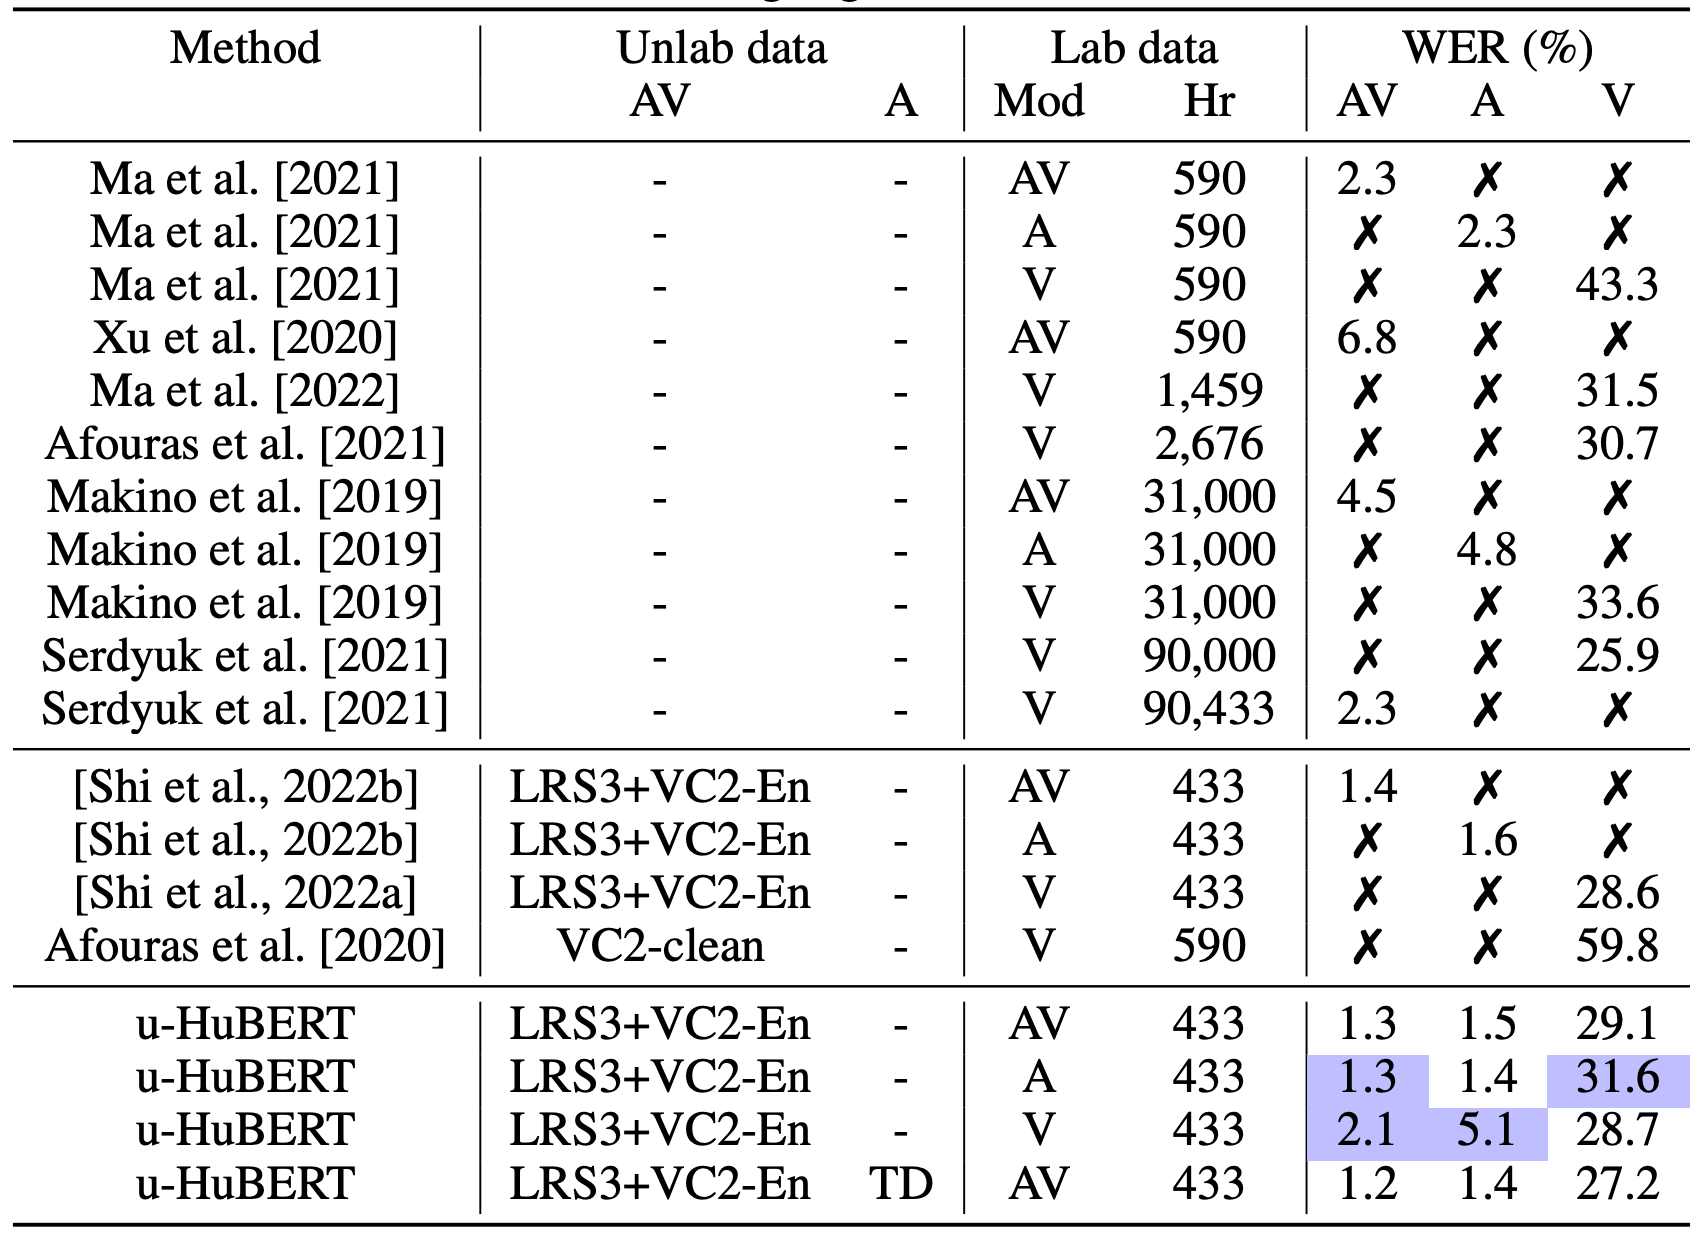 Method Unlab data Lab data WER (%)
AV A Mod Hr AV A V
Ma et al. [2021] - - AV 590 2.3 ✗ ✗
Ma et al. [2021] - - A 590 ✗ 2.3 ✗
Ma et al. [2021] - - V 590 ✗ ✗ 43.3
Xu et al. [2020] - - AV 590 6.8 ✗ ✗
Ma et al. [2022] - - V 1,459 ✗ ✗ 31.5
Afouras et al. [2021] - - V 2,676 ✗ ✗ 30.7
Makino et al. [2019] - - AV 31,000 4.5 ✗ ✗
Makino et al. [2019] - - A 31,000 ✗ 4.8 ✗
Makino et al. [2019] - - V 31,000 ✗ ✗ 33.6
Serdyuk et al. [2021] - - V 90,000 ✗ ✗ 25.9
Serdyuk et al. [2021] - - V 90,433 2.3 ✗ ✗
[Shi et al., 2022b] LRS3+VC2-En - AV 433 1.4 ✗ ✗
[Shi et al., 2022b] LRS3+VC2-En - A 433 ✗ 1.6 ✗
[Shi et al., 2022a] LRS3+VC2-En - V 433 ✗ ✗ 28.6
Afouras et al. [2020] VC2-clean - V 590 ✗ ✗ 59.8
u-HuBERT LRS3+VC2-En - AV 433 1.3 1.5 29.1
u-HuBERT LRS3+VC2-En - A 433 1.3 1.4 31.6
u-HuBERT LRS3+VC2-En - V 433 2.1 5.1 28.7
u-HuBERT LRS3+VC2-En TD AV 433 1.2 1.4 27.2